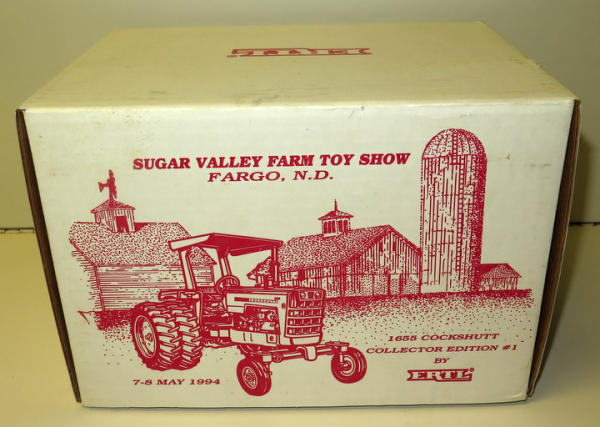 SUGAR VALLEY FARM TOY SHOW
FARGO, N.D.
1655 COCKSHUTT
COLLECTOR EDITION #1
BY
ERTL
7-8 MAY 1994